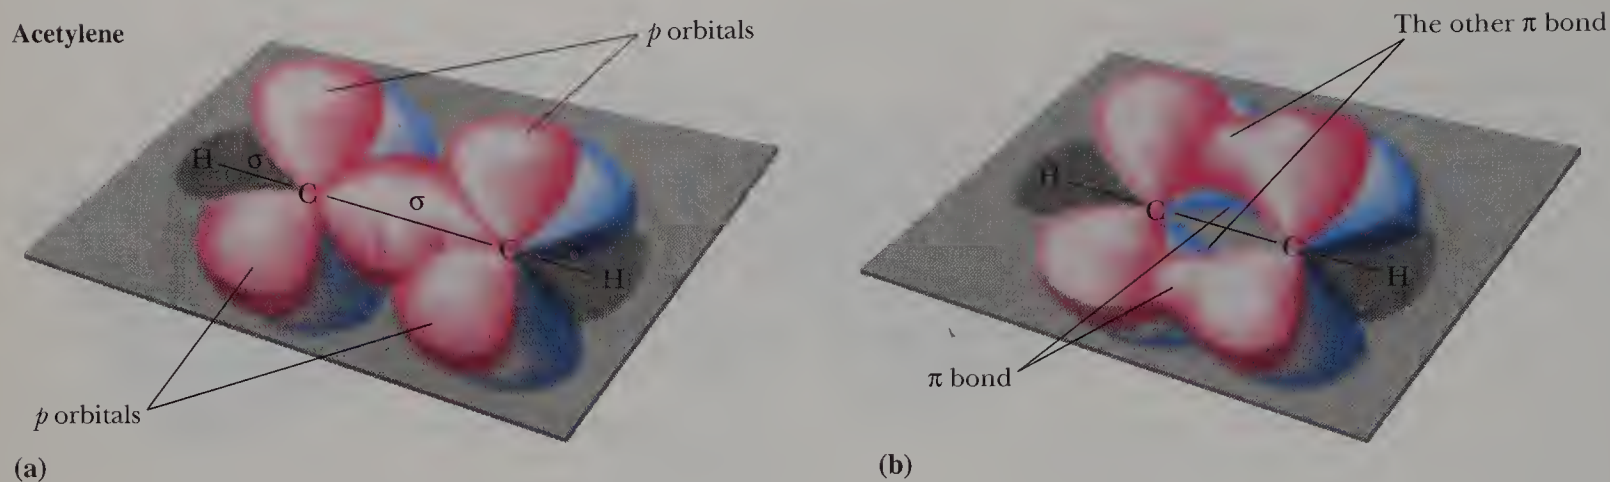 Acetylene
p orbitals
H σ C σ C H
p orbitals
(a)
The other π bond
H C C H
π bond
(b)